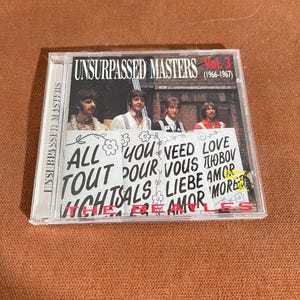 UNSURPASSED MASTERS
UNSURPASSED MASTERS Vol. 3
(1966-1967)
ALL YOU NEED LOVE
TOUT POUR VOUS
ALS LIEBE AMOR
AMOR 'MORE
THE BEATLES